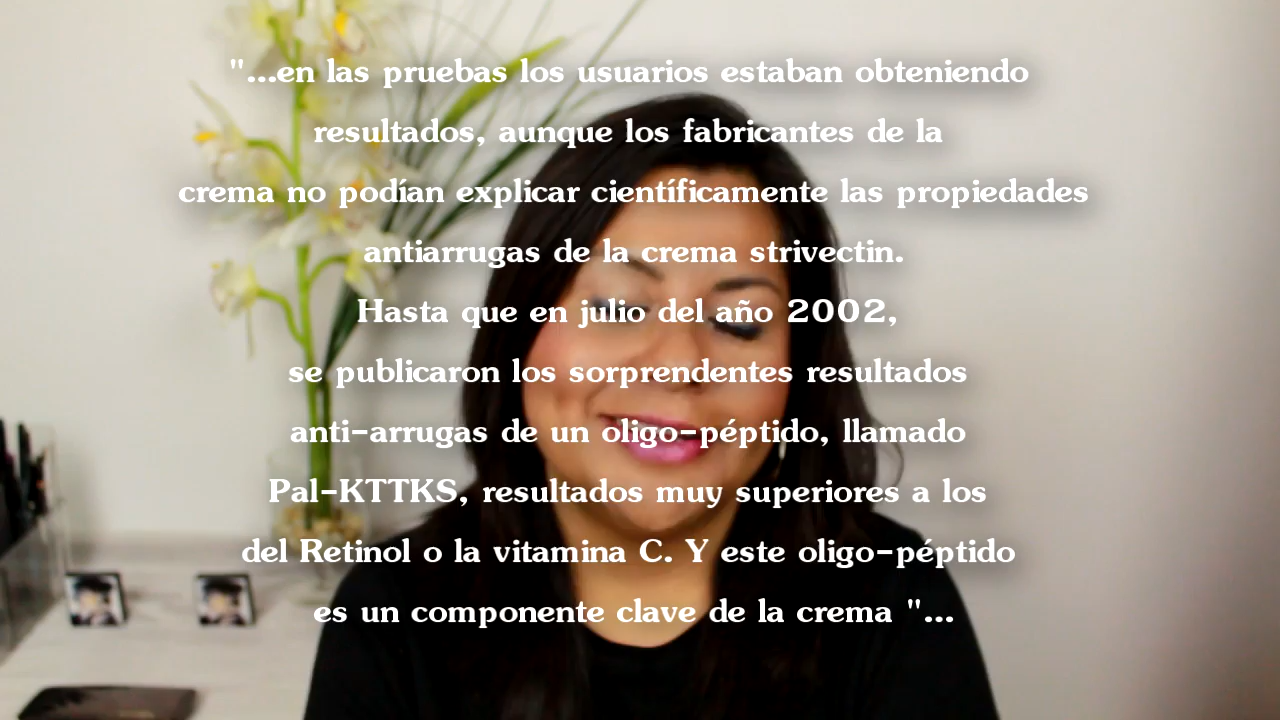 "...en las pruebas los usuarios estaban obteniendo
resultados, aunque los fabricantes de la
crema no podían explicar científicamente las propiedades
antiarrugas de la crema strivectin.
Hasta que en julio del año 2002,
se publicaron los sorprendentes resultados
anti-arrugas de un oligo-péptido, llamado
Pal-KTTKS, resultados muy superiores a los
del Retinol o la vitamina C. Y este oligo-péptido
es un componente clave de la crema "...